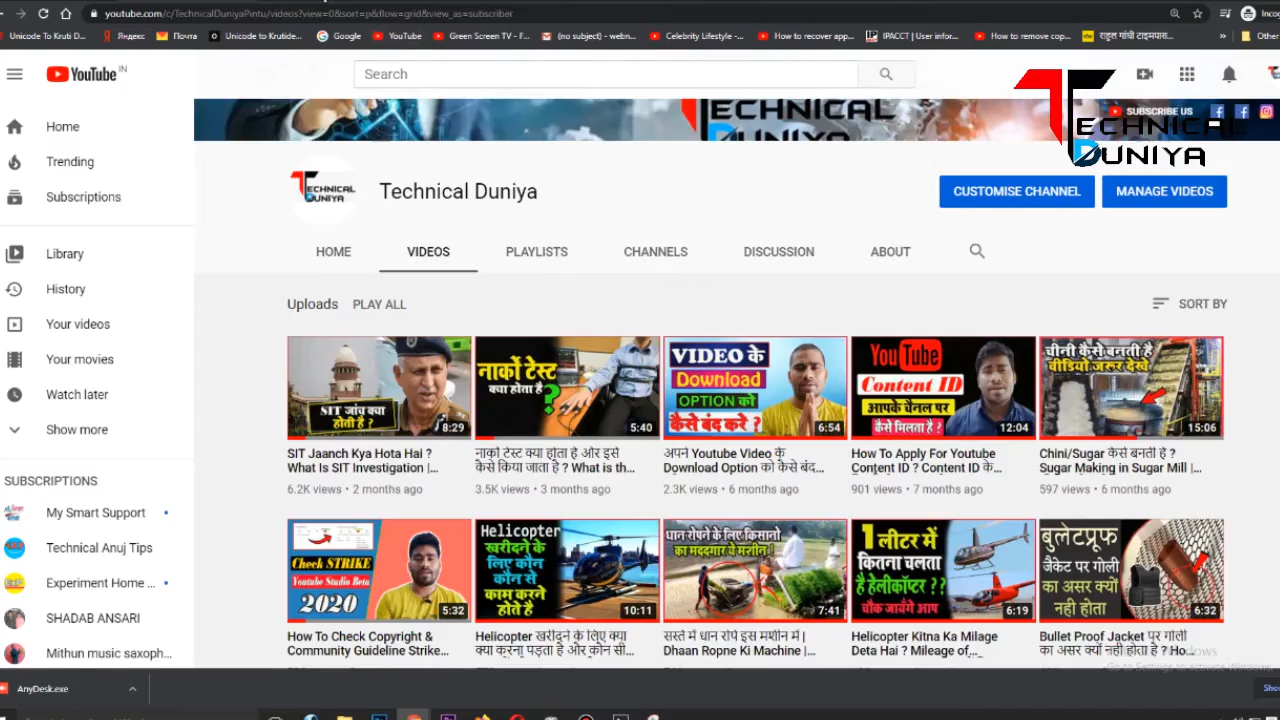 youtube.com/c/TechnicalDuniyaPintu/videos?view=0&sort=p&flow=grid&view_as=subscriber
Unicode To Kruti D...
Яндекс
Почта
Unicode to Krutide...
Google
YouTube
Green Screen TV - F...
(no subject) - webn...
Celebrity Lifestyle -...
How to recover app...
IPACCT | User infor...
How to remove cop...
राहुल गांधी टाइमपास...
Other
YouTube IN
Search
SUBSCRIBE US
TECHNICAL
DUNIYA
TECHNICAL
DUNIYA
Home
Trending
Subscriptions
Library
History
Your videos
Your movies
Watch later
Show more
SUBSCRIPTIONS
My Smart Support
Technical Anuj Tips
Experiment Home ...
SHADAB ANSARI
Mithun music saxoph...
TECHNICAL
DUNIYA
Technical Duniya
CUSTOMISE CHANNEL
MANAGE VIDEOS
HOME
VIDEOS
PLAYLISTS
CHANNELS
DISCUSSION
ABOUT
Uploads
PLAY ALL
SORT BY
SIT जांच क्या
होती है ?
8:29
SIT Jaanch Kya Hota Hai ?
What Is SIT Investigation |...
6.2K views • 2 months ago
नार्को टेस्ट
क्या होता है ?
5:40
नार्को टेस्ट क्या होता है और इसे
कैसे किया जाता है ? What is th...
3.5K views • 3 months ago
VIDEO के
Download
OPTION को
कैसे बंद करे ?
6:54
अपने Youtube Video के
Download Option को कैसे बंद...
2.3K views • 6 months ago
YouTube
Content ID
आपके चैनल पर
कैसे मिलता है ?
12:04
How To Apply For Youtube
Content ID ? Content ID के...
901 views • 7 months ago
चीनी कैसे बनती है
वीडियो जरूर देखे
15:06
Chini/Sugar कैसे बनती है ?
Sugar Making in Sugar Mill |...
597 views • 6 months ago
Check STRIKE
Youtube Studio Beta
2020
5:32
How To Check Copyright &
Community Guideline Strike...
Helicopter
खरीदने के
लिए कौन
कौन से
काम करने
होते है
10:11
Helicopter खरीदने के लिए क्या
क्या करना पड़ता है और कौन सी...
धान रोपने के लिए किसानो
का मददगार ये मशीन !
7:41
सस्ते में धान रोपे इस मशीन में |
Dhaan Ropne Ki Machine |...
1 लीटर में
कितना चलता
है हेलीकॉप्टर ??
चौक जायंगे आप
6:19
Helicopter Kitna Ka Milage
Deta Hai ? Mileage of...
बुलेटप्रूफ
जैकेट पर गोली
का असर क्यों
नही होता
6:32
Bullet Proof Jacket पर गोली
का असर क्यों नही होता है ? Ho...
Go to Settings to activate Windows.
AnyDesk.exe